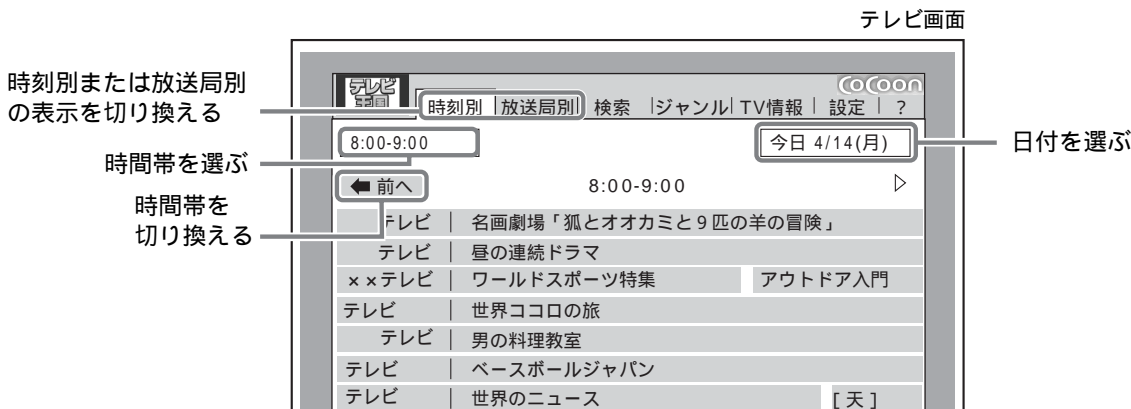 テレビ画面
時刻別または放送局別
の表示を切り換える
時間帯を選ぶ
時間帯を
切り換える
日付を選ぶ
テレビ
王国
CoCoon
時刻別 | 放送局別 | 検索 | ジャンル | TV情報 | 設定 | ?
8:00-9:00 今日 4/14(月)
前へ 8:00-9:00
テレビ | 名画劇場「狐とオオカミと9匹の羊の冒険」
テレビ | 昼の連続ドラマ
××テレビ | ワールドスポーツ特集 アウトドア入門
テレビ | 世界ココロの旅
テレビ | 男の料理教室
テレビ | ベースボールジャパン
テレビ | 世界のニュース [天]